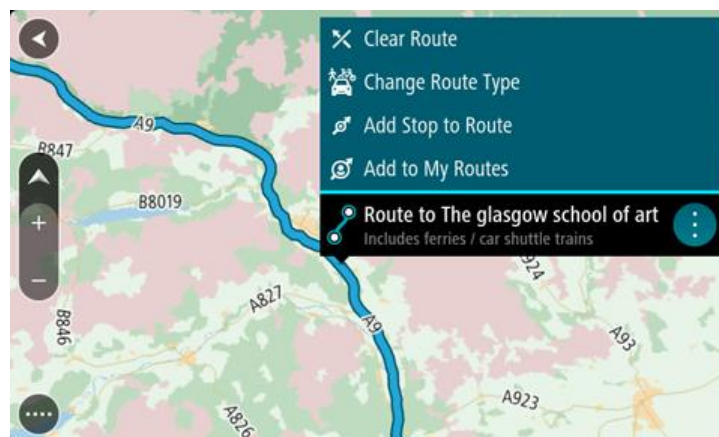 Clear Route
Change Route Type
Add Stop to Route
Add to My Routes
Route to The glasgow school of art
Includes ferries / car shuttle trains
A9
B847
B8019
A827
A9
B846
A826
A924
A93
A923